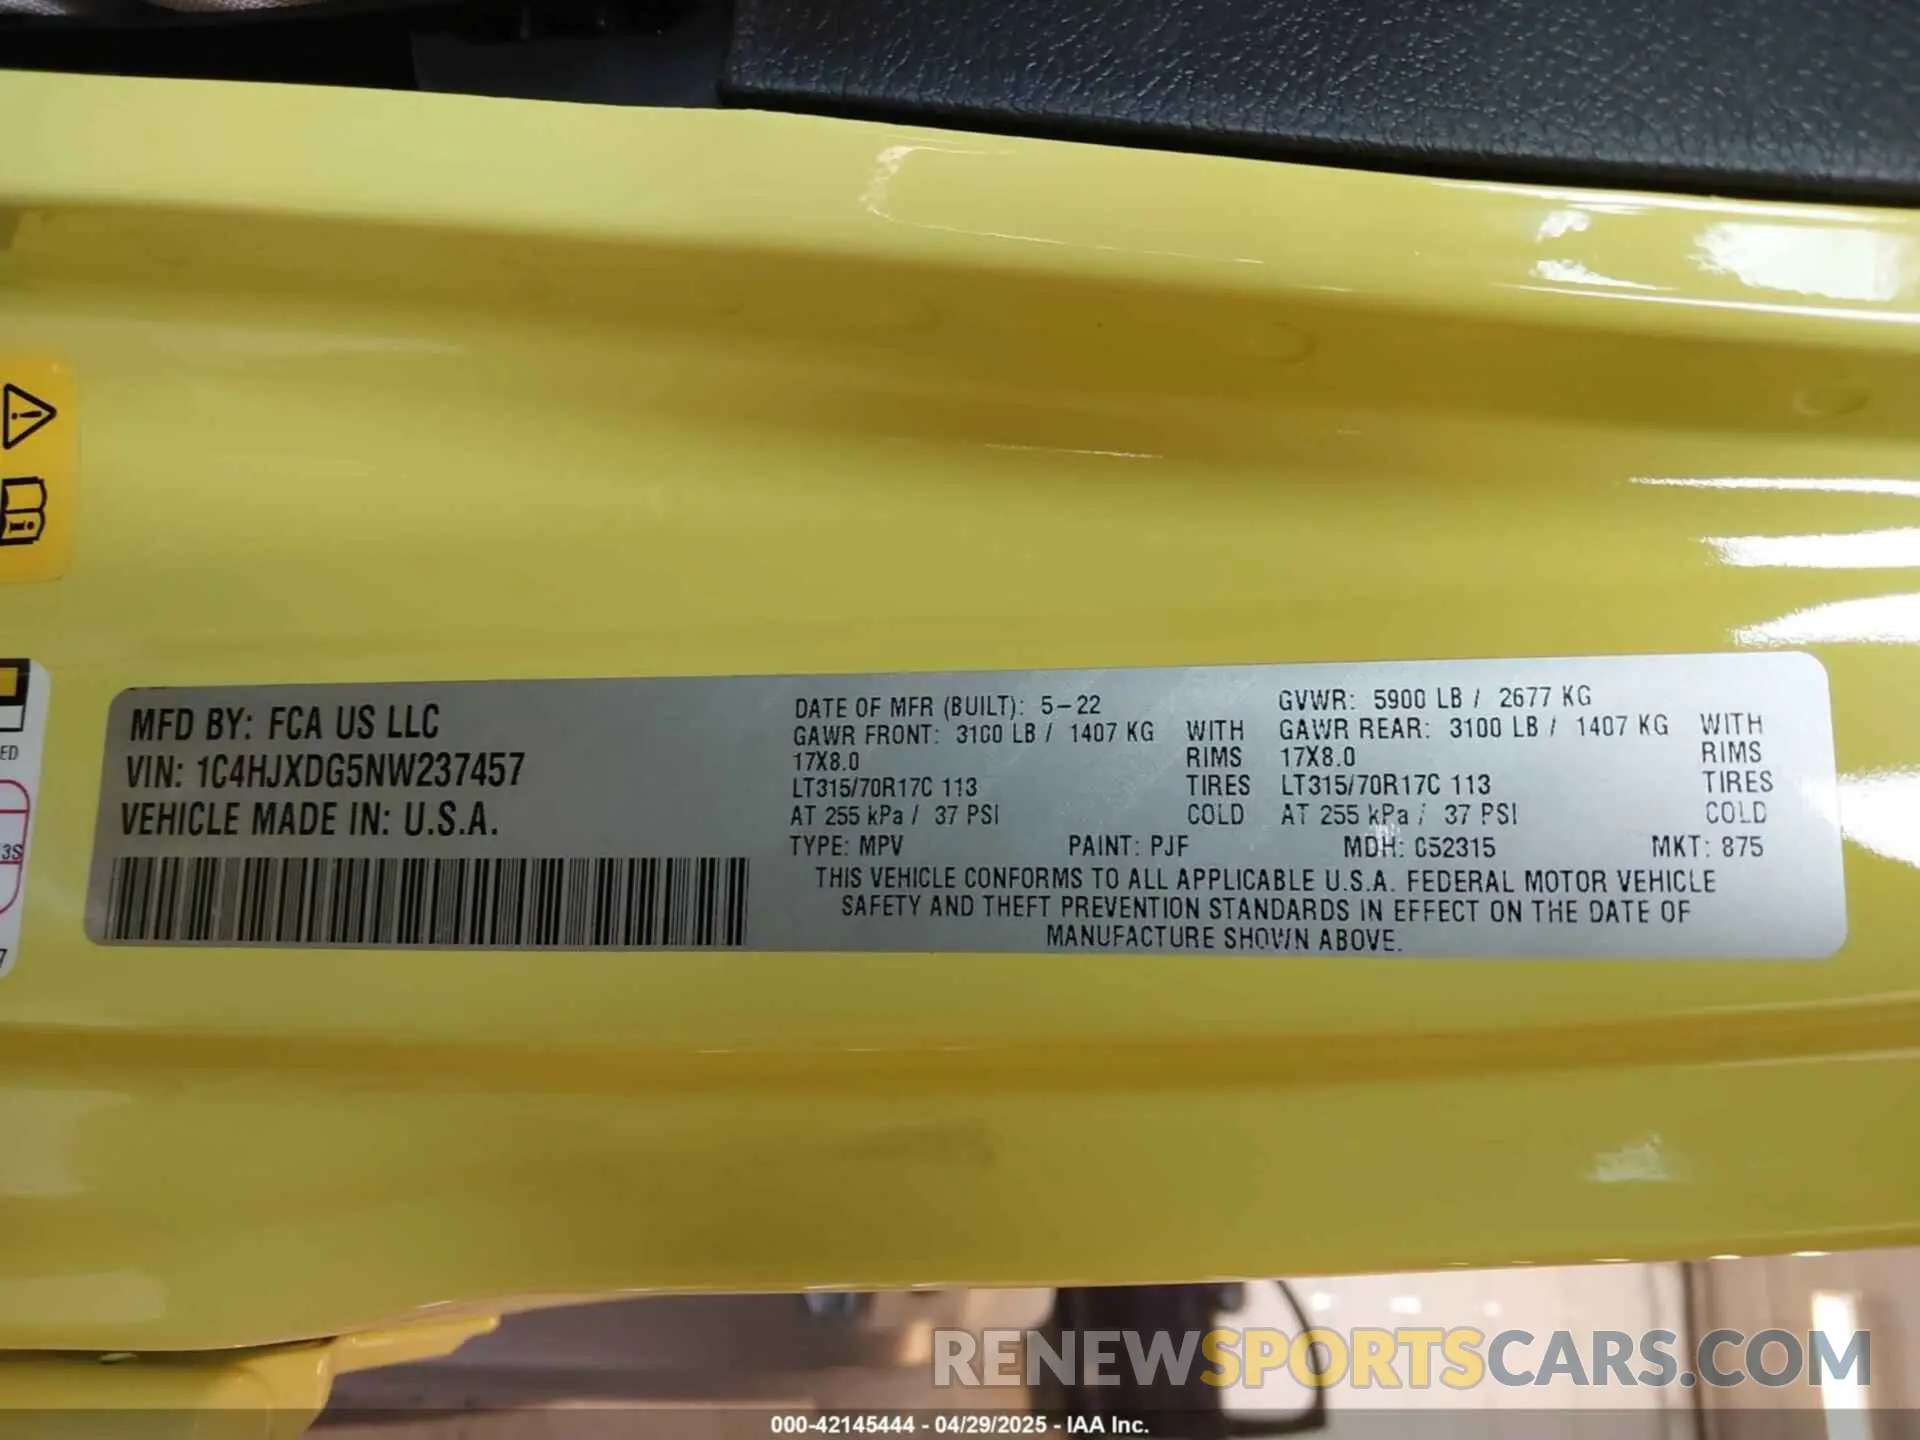 MFD BY: FCA US LLC
VIN: 1C4HJXDG5NW237457
VEHICLE MADE IN: U.S.A.
DATE OF MFR (BUILT): 5-22
GAWR FRONT: 3100 LB / 1407 KG WITH
17X8.0 RIMS
LT315/70R17C 113 TIRES
AT 255 kPa / 37 PSI COLD
GVWR: 5900 LB / 2677 KG
GAWR REAR: 3100 LB / 1407 KG WITH
17X8.0 RIMS
LT315/70R17C 113 TIRES
AT 255 kPa / 37 PSI COLD
TYPE: MPV PAINT: PJF MDH: 052315 MKT: 875
THIS VEHICLE CONFORMS TO ALL APPLICABLE U.S.A. FEDERAL MOTOR VEHICLE
SAFETY AND THEFT PREVENTION STANDARDS IN EFFECT ON THE DATE OF
MANUFACTURE SHOWN ABOVE.
ED
3S
7
RENEWSPORTSCARS.COM
000-42145444 - 04/29/2025 - IAA Inc.